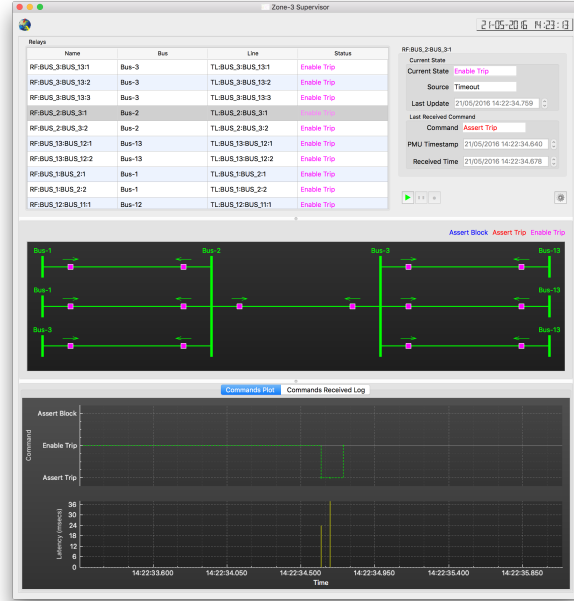 Zone-3 Supervisor
21-05-2016 14:23:13
Relays
Name Bus Line Status
RF:BUS_3:BUS_13:1 Bus-3 TL:BUS_3:BUS_13:1 Enable Trip
RF:BUS_3:BUS_13:2 Bus-3 TL:BUS_3:BUS_13:2 Enable Trip
RF:BUS_3:BUS_13:3 Bus-3 TL:BUS_3:BUS_13:3 Enable Trip
RF:BUS_2:BUS_3:1 Bus-2 TL:BUS_2:BUS_3:1 Enable Trip
RF:BUS_2:BUS_3:2 Bus-2 TL:BUS_2:BUS_3:2 Enable Trip
RF:BUS_13:BUS_12:1 Bus-13 TL:BUS_13:BUS_12:1 Enable Trip
RF:BUS_13:BUS_12:2 Bus-13 TL:BUS_13:BUS_12:2 Enable Trip
RF:BUS_1:BUS_2:1 Bus-1 TL:BUS_1:BUS_2:1 Enable Trip
RF:BUS_1:BUS_2:2 Bus-1 TL:BUS_1:BUS_2:2 Enable Trip
RF:BUS_12:BUS_11:1 Bus-12 TL:BUS_12:BUS_11:1 Enable Trip
RF:BUS_2:BUS_3:1
Current State
Current State Enable Trip
Source Timeout
Last Update 21/05/2016 14:22:34.759
Last Received Command
Command Assert Trip
PMU Timestamp 21/05/2016 14:22:34.640
Received Time 21/05/2016 14:22:34.678
Assert Block Assert Trip Enable Trip
Bus-1 Bus-2 Bus-3 Bus-13
Bus-1 Bus-13
Bus-3 Bus-13
Commands Plot Commands Received Log
Assert Block
Command
Enable Trip
Assert Trip
Latency (msecs)
36
30
24
18
12
6
0
14:22:33.600 14:22:34.050 14:22:34.500 14:22:34.950 14:22:35.400 14:22:35.850
Time